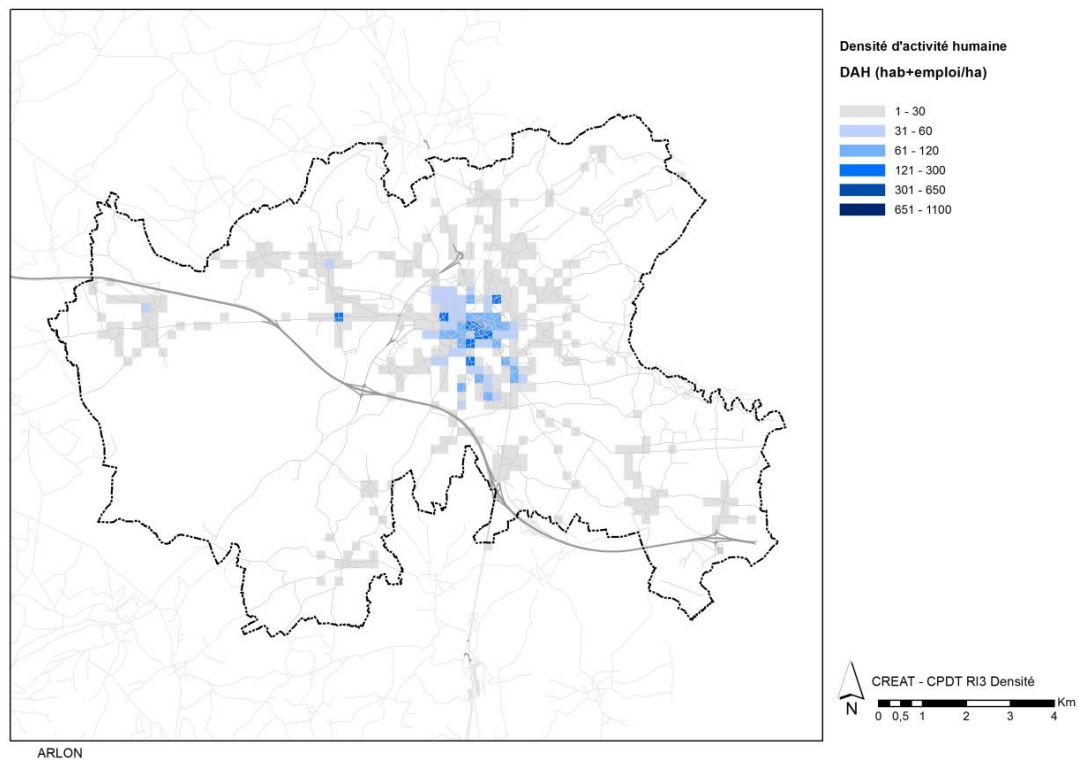 Densité d'activité humaine
DAH (hab+emploi/ha)
1 - 30
31 - 60
61 - 120
121 - 300
301 - 650
651 - 1100
CREAT - CPDT RI3 Densité
N
Km
0 0,5 1 2 3 4
ARLON